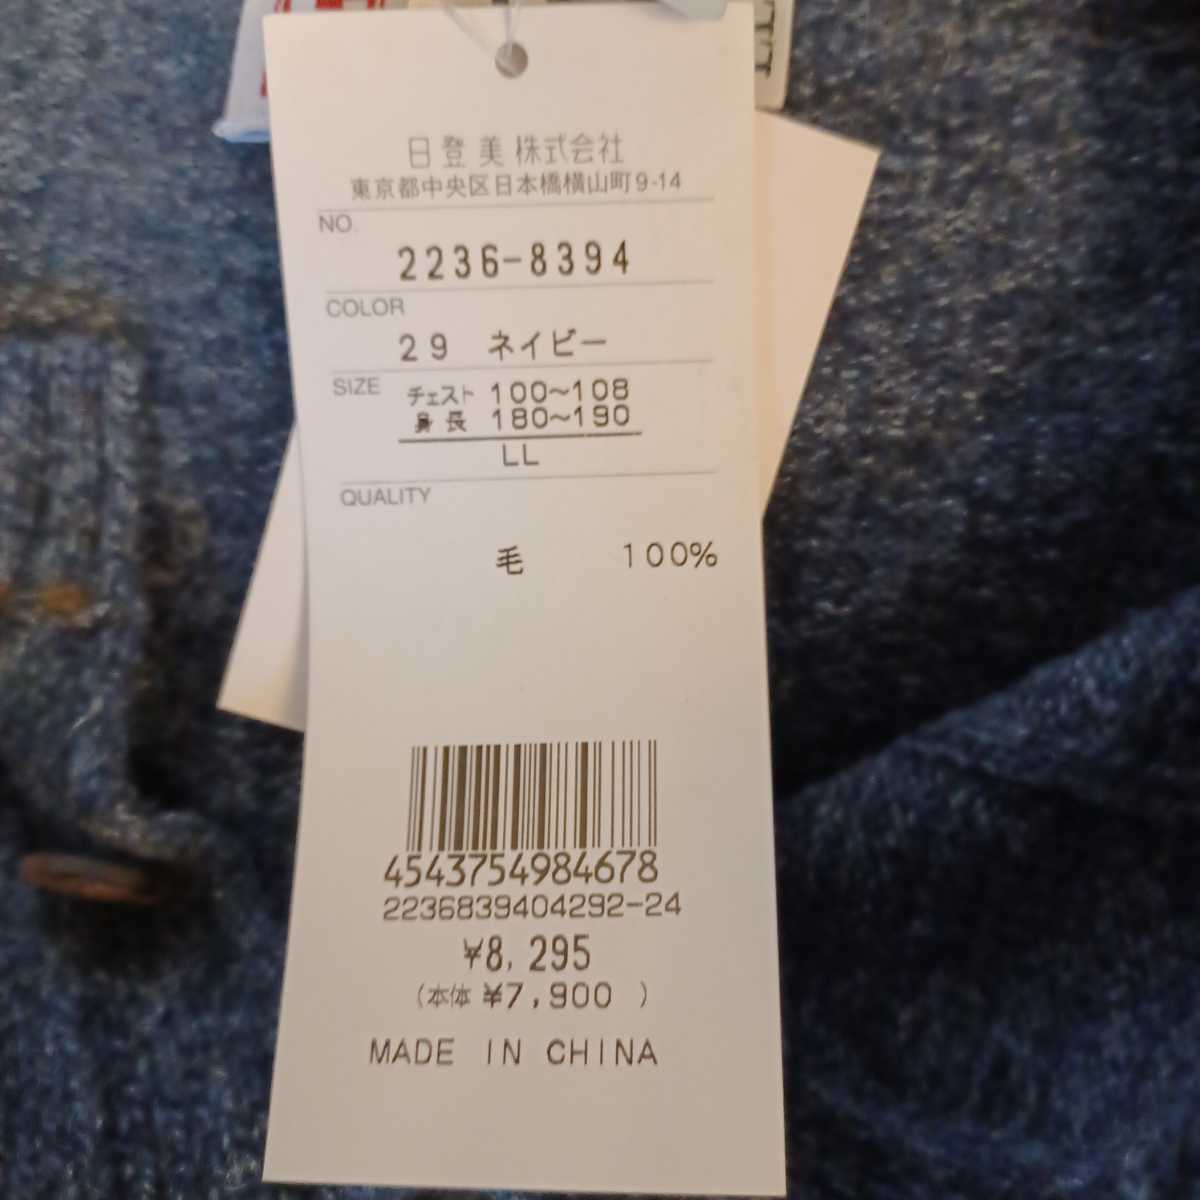 日登美株式会社
東京都中央区日本橋横山町9-14
NO.
2236-8394
COLOR
29 ネイビー
SIZE チェスト 100~108
身長 180~190
LL
QUALITY
毛 100%
4543754984678
2236839404292-24
¥8,295
(本体 ¥7,900 )
MADE IN CHINA